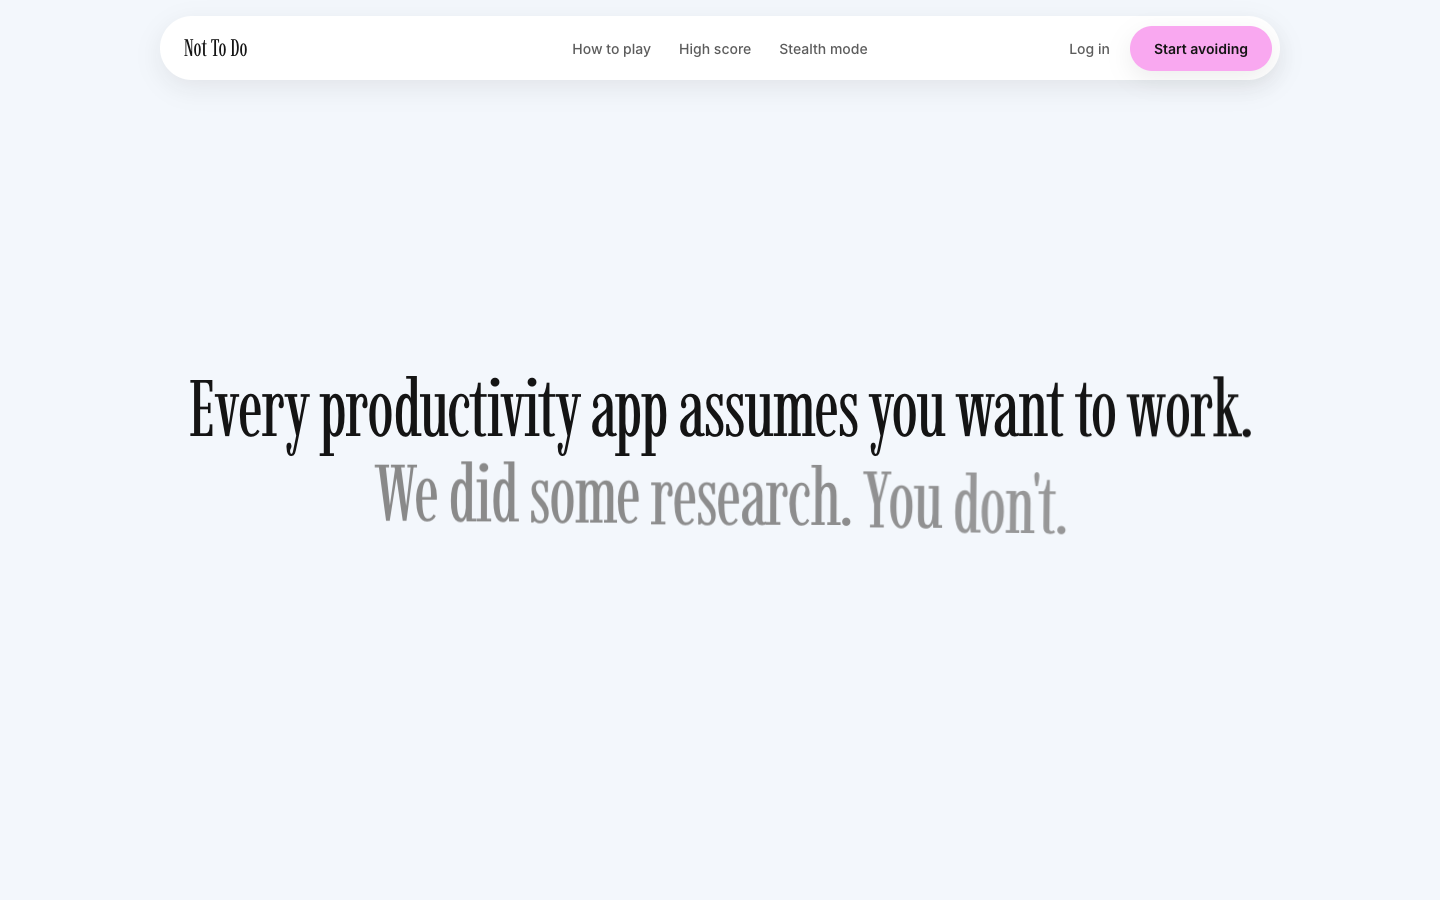 Not To Do
How to play
High score
Stealth mode
Log in
Start avoiding
Every productivity app assumes you want to work.
We did some research. You don't.